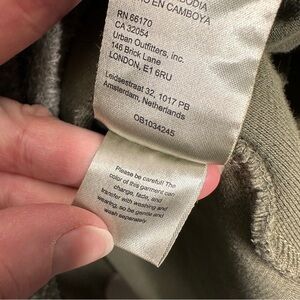 O EN CAMBOYA
RN 66170
CA 32054
Urban Outfitters, Inc.
146 Brick Lane
LONDON, E1 6RU
Leidsestraat 32, 1017 PB
Amsterdam, Netherlands
OB1034245
Please be careful! The
color of this garment can
change, fade, and
transfer with washing and
wearing, so be gentle and
wash separately